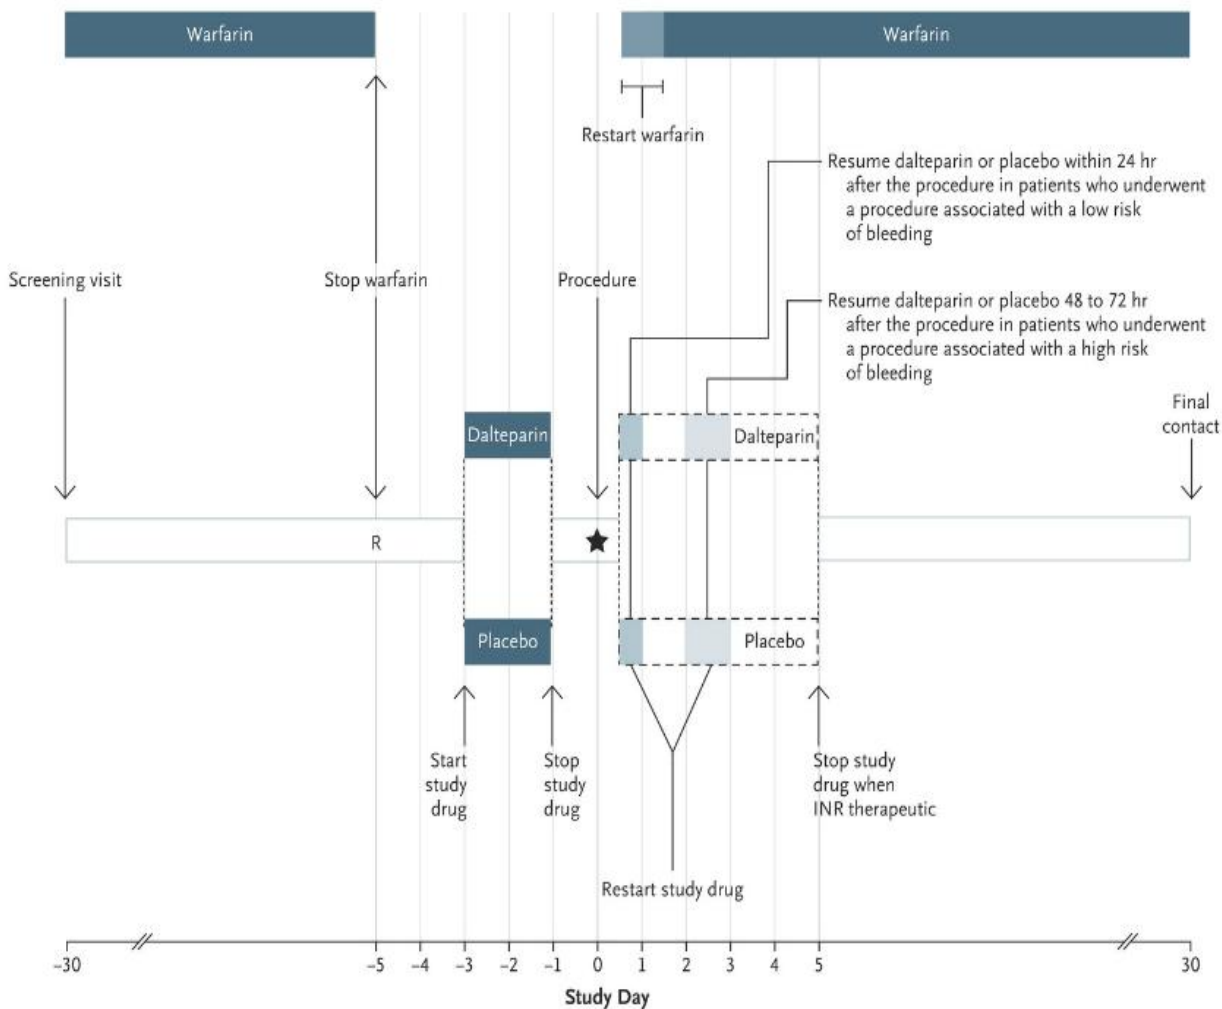 Warfarin
Warfarin
Restart warfarin
Resume dalteparin or placebo within 24 hr
after the procedure in patients who underwent
a procedure associated with a low risk
of bleeding
Screening visit
Stop warfarin
Procedure
Resume dalteparin or placebo 48 to 72 hr
after the procedure in patients who underwent
a procedure associated with a high risk
of bleeding
Final
contact
Dalteparin
Dalteparin
R
Placebo
Placebo
Start
study
drug
Stop
study
drug
Stop study
drug when
INR therapeutic
Restart study drug
–30 –5 –4 –3 –2 –1 0 1 2 3 4 5 30
Study Day